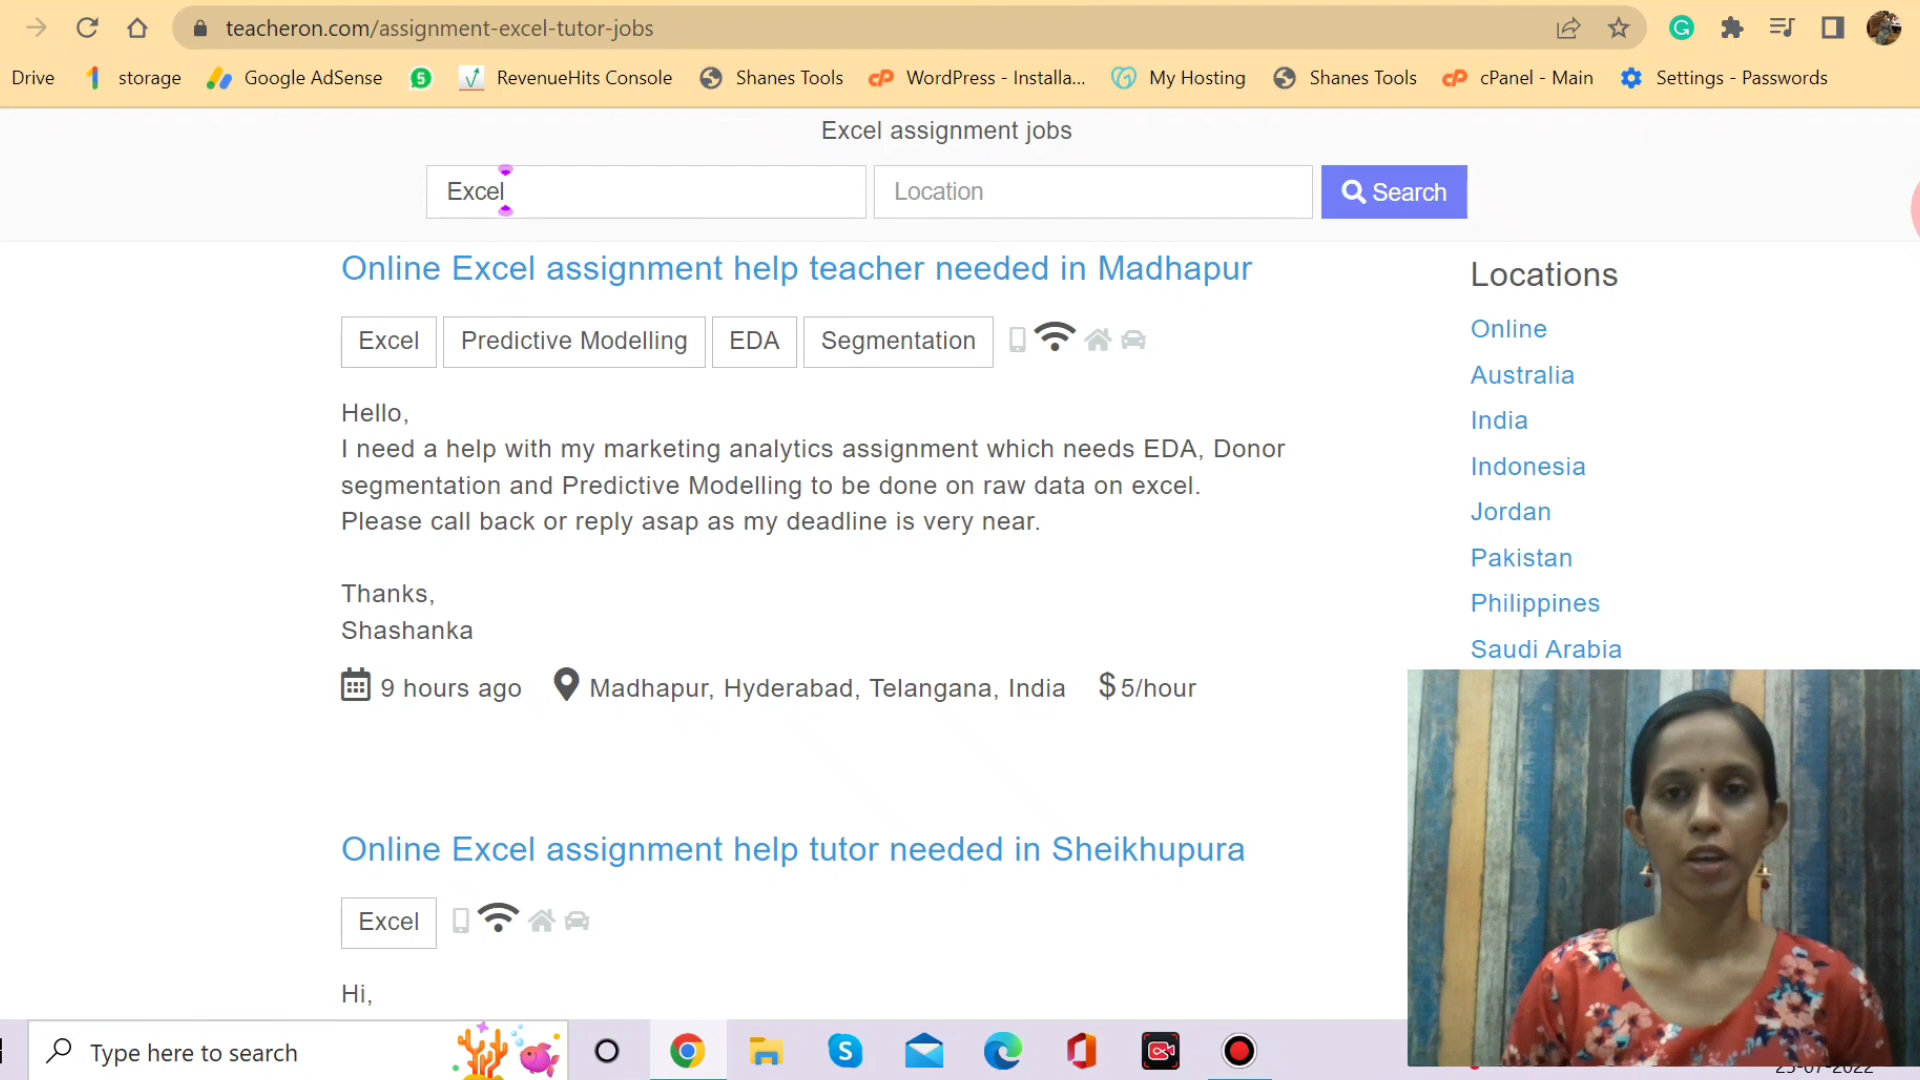 teacheron.com/assignment-excel-tutor-jobs
Drive storage Google AdSense 5 RevenueHits Console Shanes Tools cP WordPress - Installa... My Hosting Shanes Tools cP cPanel - Main Settings - Passwords
Excel assignment jobs
Excel Location Search
Online Excel assignment help teacher needed in Madhapur
Excel Predictive Modelling EDA Segmentation
Hello,
I need a help with my marketing analytics assignment which needs EDA, Donor
segmentation and Predictive Modelling to be done on raw data on excel.
Please call back or reply asap as my deadline is very near.
Thanks,
Shashanka
9 hours ago Madhapur, Hyderabad, Telangana, India $5/hour
Online Excel assignment help tutor needed in Sheikhupura
Excel
Hi,
Locations
Online
Australia
India
Indonesia
Jordan
Pakistan
Philippines
Saudi Arabia
Type here to search
25-07-2022